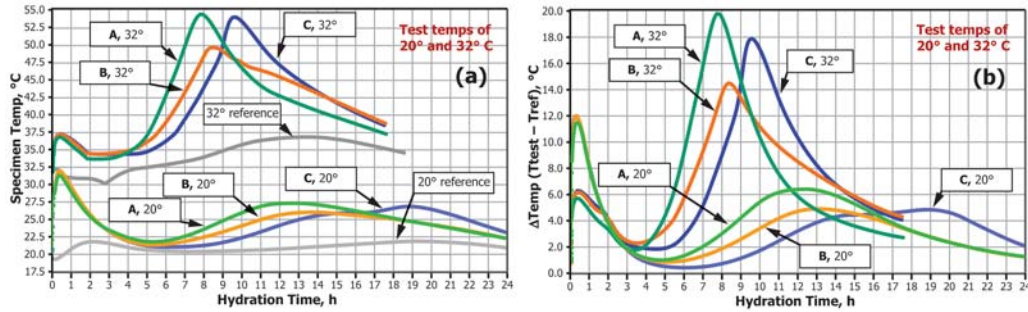 Test temps of
20° and 32° C
(a)
A, 32°
B, 32°
C, 32°
32° reference
C, 20°
B, 20°
20° reference
A, 20°
Specimen Temp, °C
55.0
52.5
50.0
47.5
45.0
42.5
40.0
37.5
35.0
32.5
30.0
27.5
25.0
22.5
20.0
17.5
0 1 2 3 4 5 6 7 8 9 10 11 12 13 14 15 16 17 18 19 20 21 22 23 24
Hydration Time, h
Test temps of
20° and 32° C
(b)
A, 32°
B, 32°
C, 32°
A, 20°
C, 20°
B, 20°
ΔTemp (Ttest – Tref), °C
20.0
18.0
16.0
14.0
12.0
10.0
8.0
6.0
4.0
2.0
0.0
0 1 2 3 4 5 6 7 8 9 10 11 12 13 14 15 16 17 18 19 20 21 22 23 24
Hydration Time, h